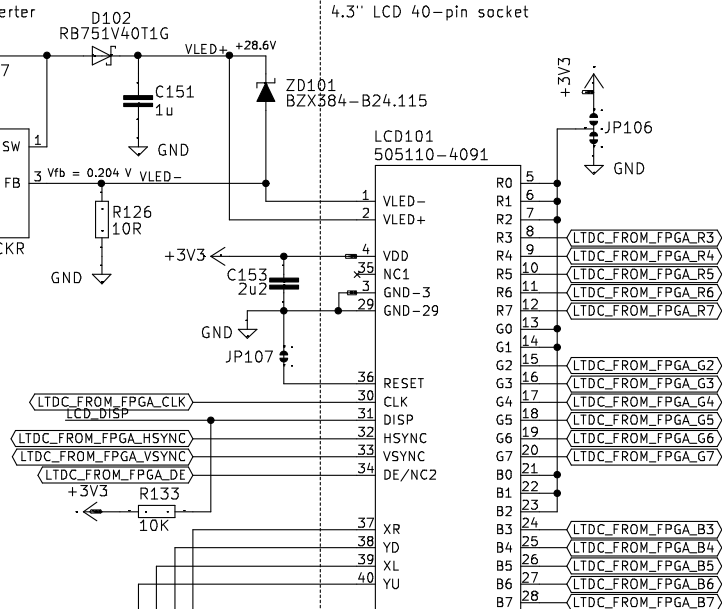 erter
4.3'' LCD 40-pin socket
D102
RB751V40T1G
VLED+ +28.6V
7
C151
1u
GND
ZD101
BZX384-B24.115
+3V3
JP106
GND
SW 1
FB 3 Vfb = 0.204 V VLED-
CKR
R126
10R
GND
LCD101
505110-4091
1 VLED-
2 VLED+
+3V3
4 VDD
35 NC1
3 GND-3
29 GND-29
C153
2u2
GND
JP107
36 RESET
LTDC_FROM_FPGA_CLK 30 CLK
LCD_DISP 31 DISP
LTDC_FROM_FPGA_HSYNC 32 HSYNC
LTDC_FROM_FPGA_VSYNC 33 VSYNC
LTDC_FROM_FPGA_DE 34 DE/NC2
+3V3
R133
10K
37 XR
38 YD
39 XL
40 YU
R0 5
R1 6
R2 7
R3 8 LTDC_FROM_FPGA_R3
R4 9 LTDC_FROM_FPGA_R4
R5 10 LTDC_FROM_FPGA_R5
R6 11 LTDC_FROM_FPGA_R6
R7 12 LTDC_FROM_FPGA_R7
G0 13
G1 14
G2 15 LTDC_FROM_FPGA_G2
G3 16 LTDC_FROM_FPGA_G3
G4 17 LTDC_FROM_FPGA_G4
G5 18 LTDC_FROM_FPGA_G5
G6 19 LTDC_FROM_FPGA_G6
G7 20 LTDC_FROM_FPGA_G7
B0 21
B1 22
B2 23
B3 24 LTDC_FROM_FPGA_B3
B4 25 LTDC_FROM_FPGA_B4
B5 26 LTDC_FROM_FPGA_B5
B6 27 LTDC_FROM_FPGA_B6
B7 28 LTDC_FROM_FPGA_B7